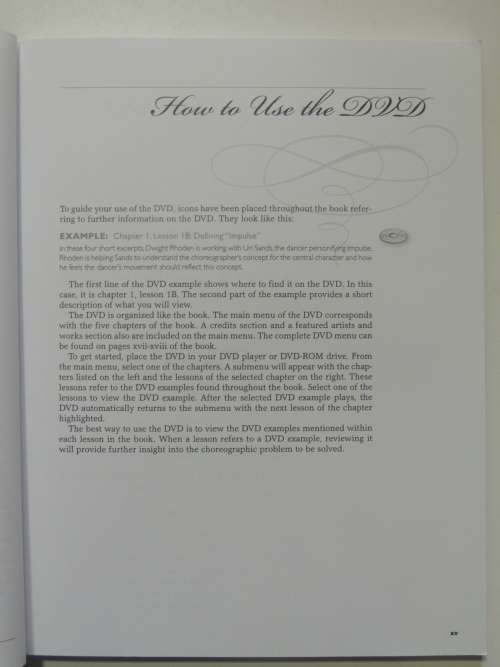 How to Use the DVD
To guide your use of the DVD, icons have been placed throughout the book refer-
ring to further information on the DVD. They look like this:
EXAMPLE: Chapter 1: Lesson 1B: Defining "Impulse"
In these four short excerpts, Dwight Rhoden is working with Uri Sands, the dancer personifying impulse.
Rhoden is helping Sands to understand the choreographer's concept for the central character and how
he feels the dancer's movement should reflect this concept.
The first line of the DVD example shows where to find it on the DVD. In this
case, it is chapter 1, lesson 1B. The second part of the example provides a short
description of what you will view.
The DVD is organized like the book. The main menu of the DVD corresponds
with the five chapters of the book. A credits section and a featured artists and
works section also are included on the main menu. The complete DVD menu can
be found on pages xvii-xviii of the book.
To get started, place the DVD in your DVD player or DVD-ROM drive. From
the main menu, select one of the chapters. A submenu will appear with the chap-
ters listed on the left and the lessons of the selected chapter on the right. These
lessons refer to the DVD examples found throughout the book. Select one of the
lessons to view the DVD example. After the selected DVD example plays, the
DVD automatically returns to the submenu with the next lesson of the chapter
highlighted.
The best way to use the DVD is to view the DVD examples mentioned within
each lesson in the book. When a lesson refers to a DVD example, reviewing it
will provide further insight into the choreographic problem to be solved.
xv